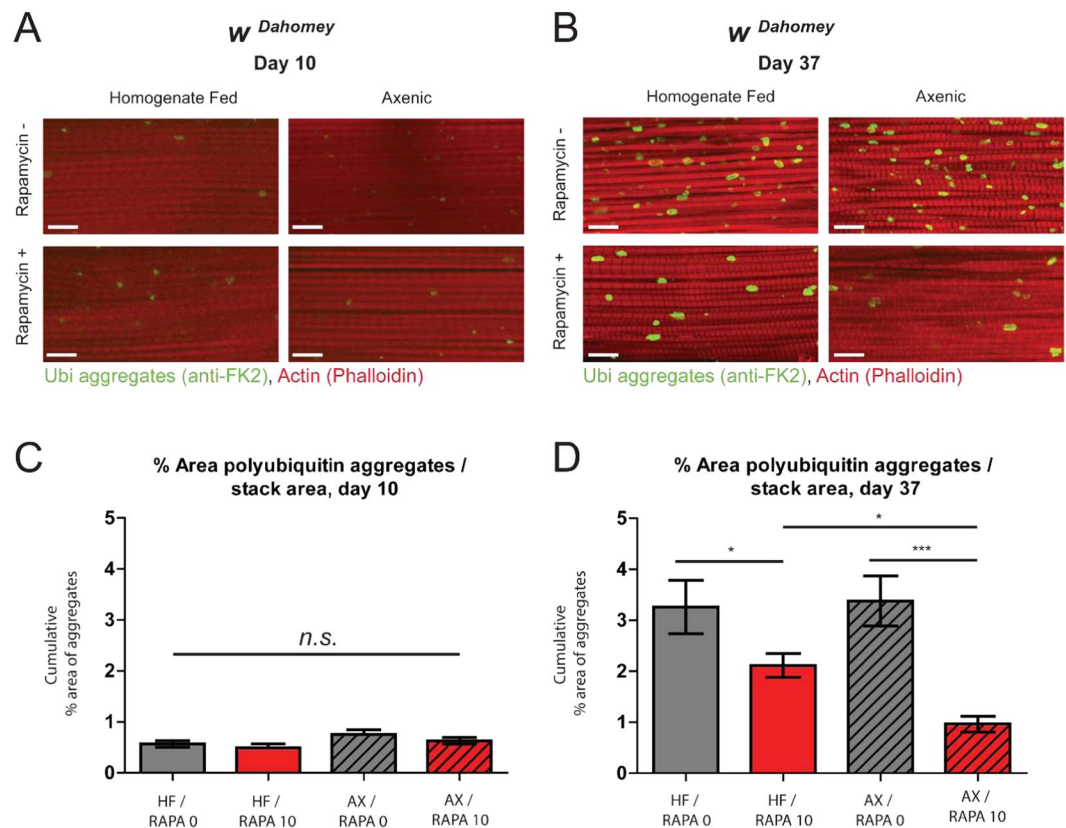 A
w Dahomey
Day 10
Homogenate Fed
Axenic
Rapamycin -
Rapamycin +
Ubi aggregates (anti-FK2), Actin (Phalloidin)
B
w Dahomey
Day 37
Homogenate Fed
Axenic
Rapamycin -
Rapamycin +
Ubi aggregates (anti-FK2), Actin (Phalloidin)
C
% Area polyubiquitin aggregates /
stack area, day 10
Cumulative
% area of aggregates
5
4
3
2
1
0
n.s.
HF /
RAPA 0
HF /
RAPA 10
AX /
RAPA 0
AX /
RAPA 10
D
% Area polyubiquitin aggregates /
stack area, day 37
Cumulative
% area of aggregates
5
4
3
2
1
0
*
*
***
HF /
RAPA 0
HF /
RAPA 10
AX /
RAPA 0
AX /
RAPA 10